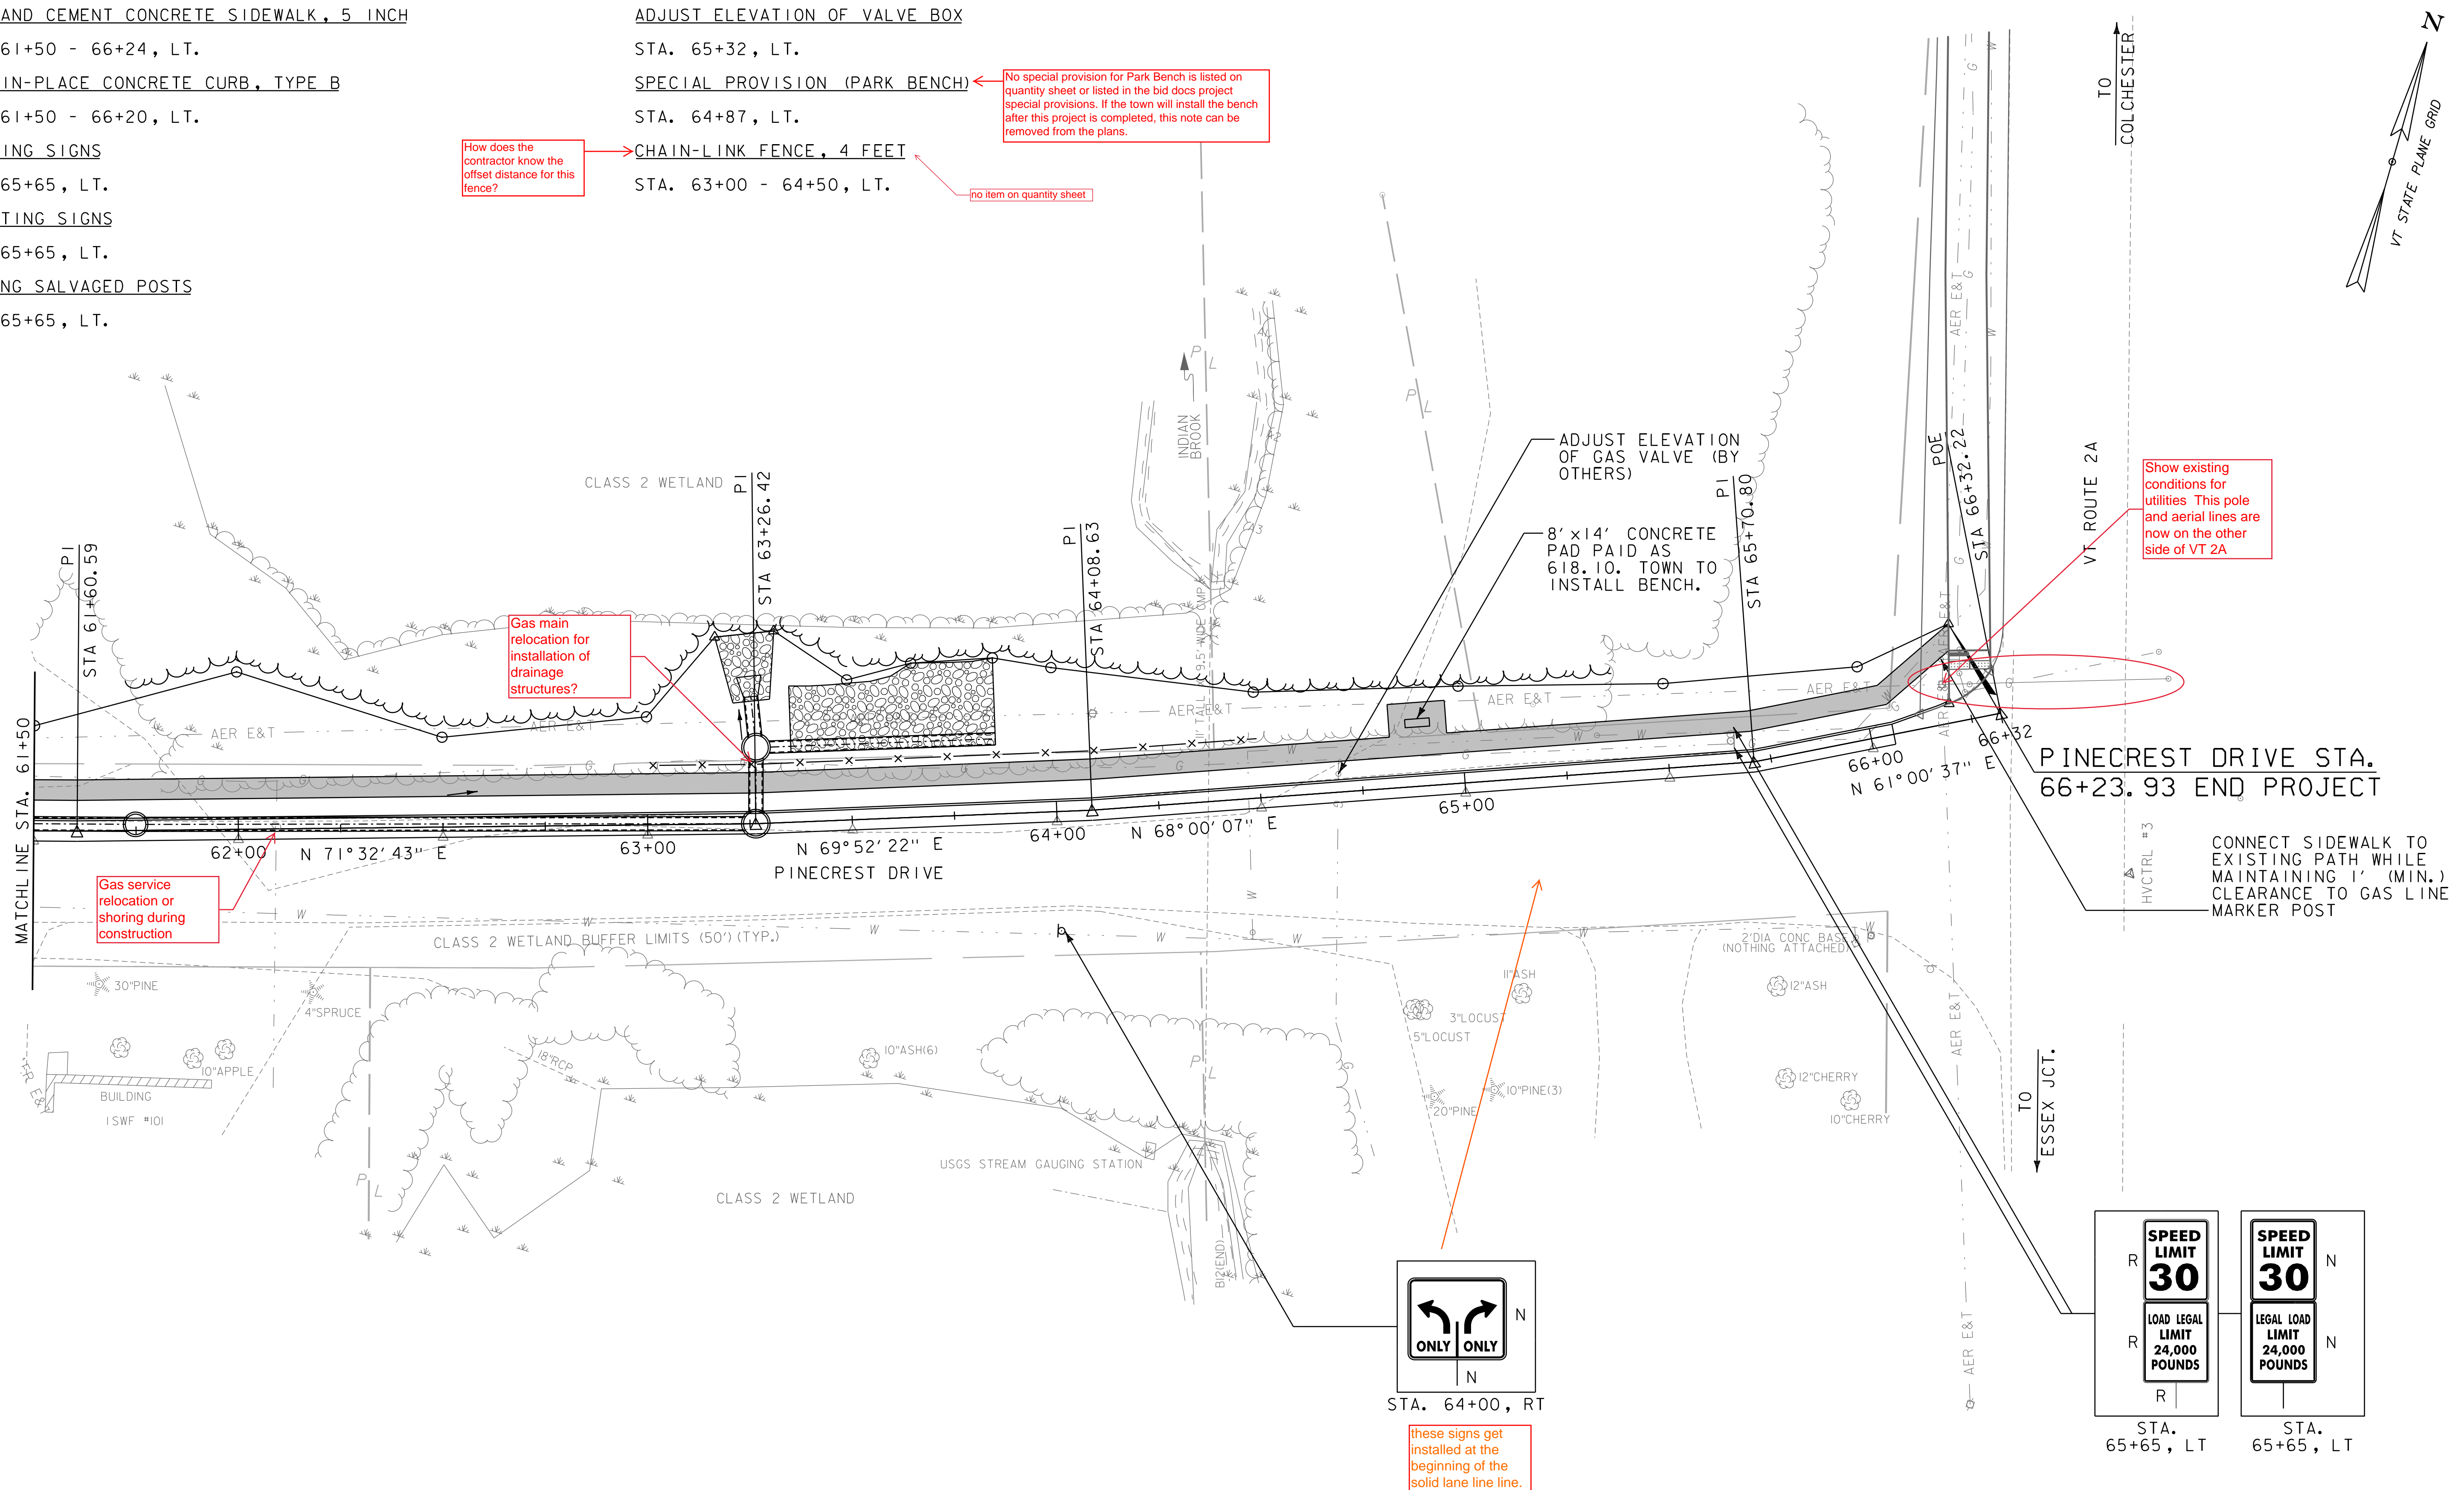 AND CEMENT CONCRETE SIDEWALK, 5 INCH
61+50 - 66+24, LT.
IN-PLACE CONCRETE CURB, TYPE B
61+50 - 66+20, LT.
ING SIGNS
65+65, LT.
TING SIGNS
65+65, LT.
NG SALVAGED POSTS
65+65, LT.
ADJUST ELEVATION OF VALVE BOX
STA. 65+32, LT.
SPECIAL PROVISION (PARK BENCH)
STA. 64+87, LT.
CHAIN-LINK FENCE, 4 FEET
STA. 63+00 - 64+50, LT.
No special provision for Park Bench is listed on
quantity sheet or listed in the bid docs project
special provisions. If the town will install the bench
after this project is completed, this note can be
removed from the plans.
How does the
contractor know the
offset distance for this
fence?
no item on quantity sheet
TO
COLCHESTER
N
VT STATE PLANE GRID
CLASS 2 WETLAND
INDIAN
BROOK
P L
P L
A2
A3
ADJUST ELEVATION
OF GAS VALVE (BY
OTHERS)
8'x14' CONCRETE
PAD PAID AS
618.10. TOWN TO
INSTALL BENCH.
PI
STA 61+60.59
PI
STA 63+26.42
PI
STA 64+08.63
PI
STA 65+70.80
POE
STA 66+32.22
VT ROUTE 2A
Show existing
conditions for
utilities This pole
and aerial lines are
now on the other
side of VT 2A
Gas main
relocation for
installation of
drainage
structures?
AER E&T
AER E&T
AER E&T
AER E&T
AER E&T
AER E&T
AER E&T
MATCHLINE STA. 61+50
62+00
N 71°32'43" E
63+00
N 69°52'22" E
64+00
N 68°00'07" E
65+00
66+00
N 61°00'37" E
66+32
PINECREST DRIVE
PINECREST DRIVE STA.
66+23.93 END PROJECT
HVCTRL #3
CONNECT SIDEWALK TO
EXISTING PATH WHILE
MAINTAINING 1' (MIN.)
CLEARANCE TO GAS LINE
MARKER POST
Gas service
relocation or
shoring during
construction
CLASS 2 WETLAND BUFFER LIMITS (50')(TYP.)
2'DIA CONC BASE
(NOTHING ATTACHED)
30"PINE
4"SPRUCE
10"APPLE
BUILDING
ISWF #101
18"RCP
10"ASH(6)
11"ASH
3"LOCUST
5"LOCUST
12"ASH
20"PINE
10"PINE(3)
12"CHERRY
10"CHERRY
P L
P L
USGS STREAM GAUGING STATION
CLASS 2 WETLAND
B12(END)
AER E&T
AER E&T
TO
ESSEX JCT.
ONLY ONLY
N
N
STA. 64+00, RT
these signs get
installed at the
beginning of the
solid lane line line.
R
SPEED
LIMIT
30
R
LOAD LEGAL
LIMIT
24,000
POUNDS
R
STA.
65+65, LT
SPEED
LIMIT
30
N
LEGAL LOAD
LIMIT
24,000
POUNDS
N
STA.
65+65, LT